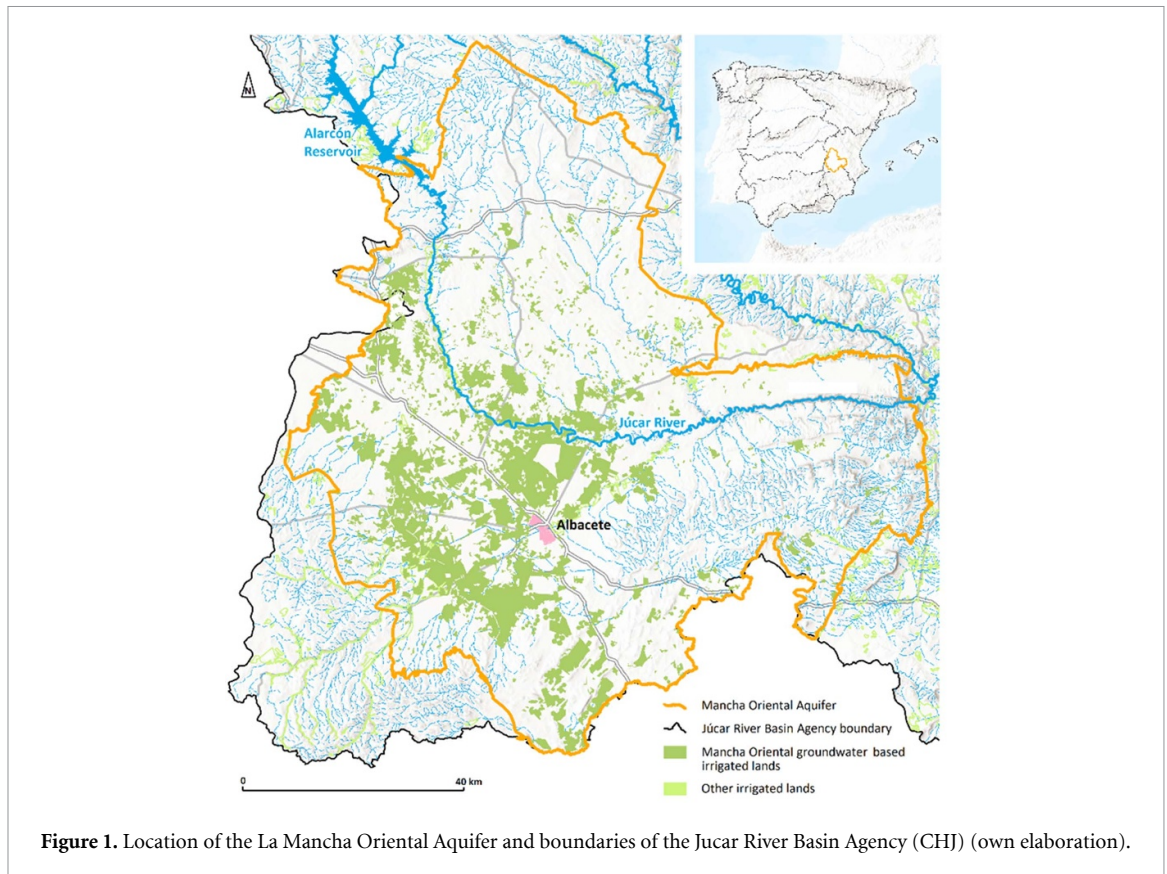 N
Alarcón
Reservoir
Júcar River
Albacete
Mancha Oriental Aquifer
Júcar River Basin Agency boundary
Mancha Oriental groundwater based
irrigated lands
Other irrigated lands
0 40 km
Figure 1. Location of the La Mancha Oriental Aquifer and boundaries of the Jucar River Basin Agency (CHJ) (own elaboration).